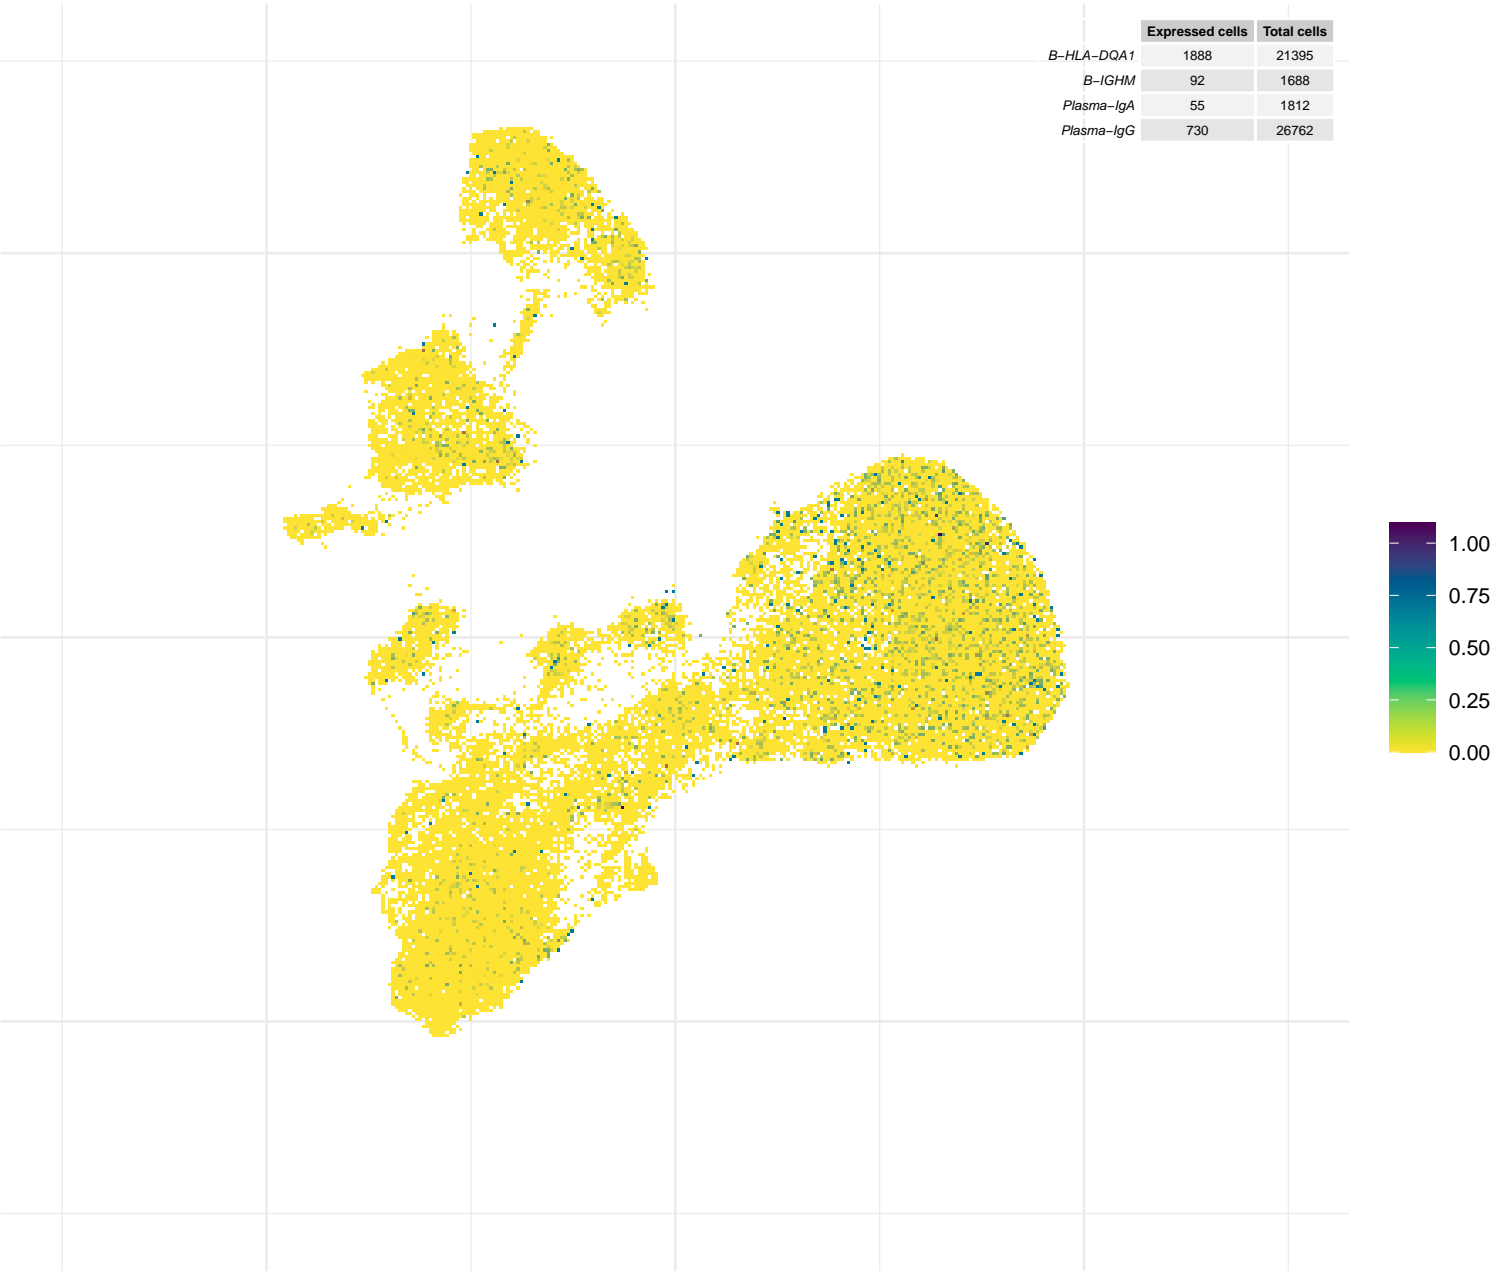 Expressed cells Total cells
B−HLA−DQA1 1888 21395
B−IGHM 92 1688
Plasma−IgA 55 1812
Plasma−IgG 730 26762
1.00
0.75
0.50
0.25
0.00